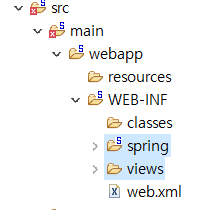 src
main
webapp
resources
WEB-INF
classes
spring
views
web.xml